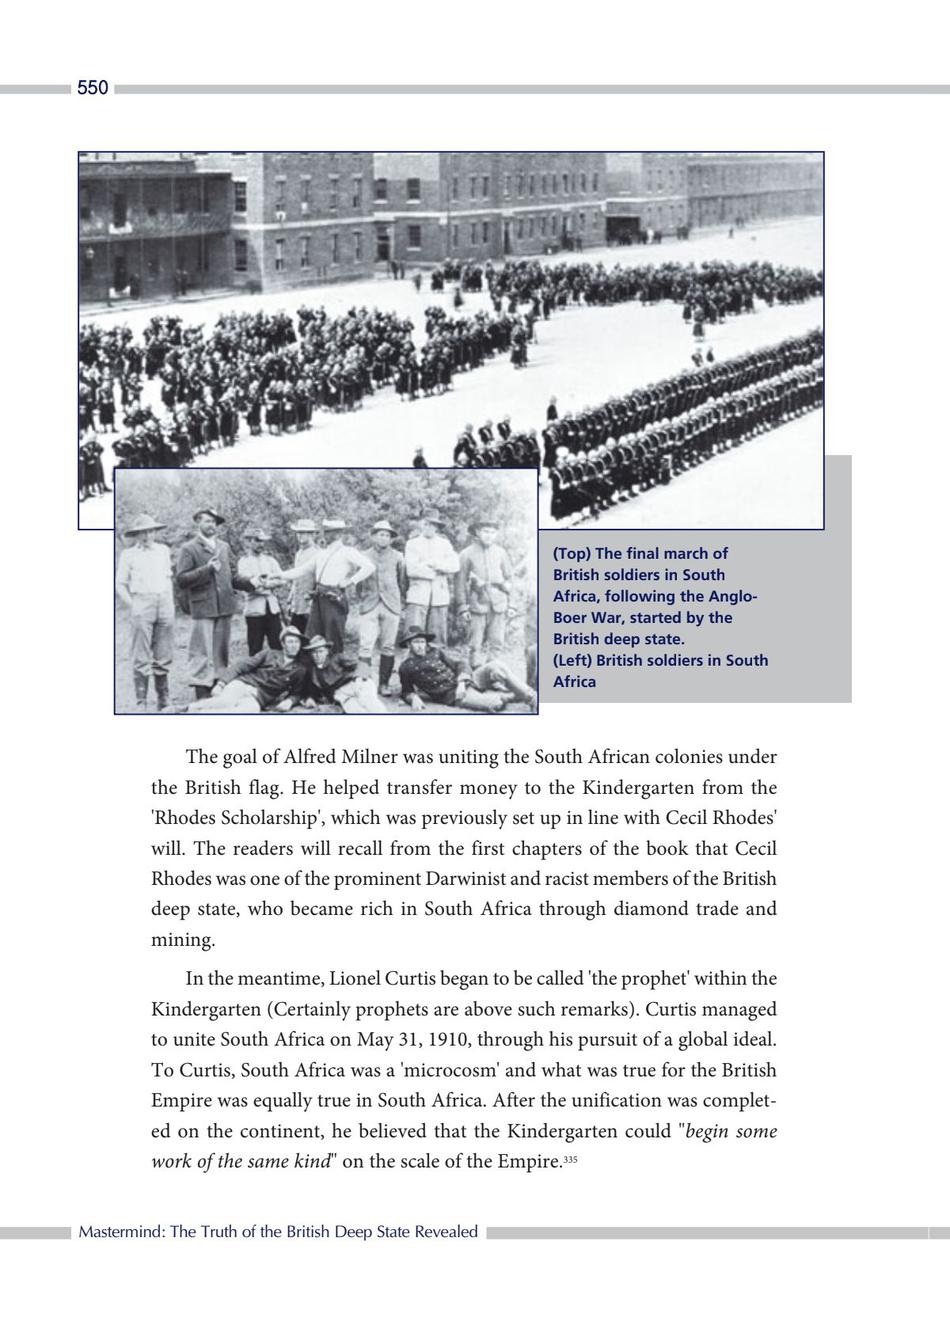 550
(Top) The final march of
British soldiers in South
Africa, following the Anglo-
Boer War, started by the
British deep state.
(Left) British soldiers in South
Africa
The goal of Alfred Milner was uniting the South African colonies under
the British flag. He helped transfer money to the Kindergarten from the
'Rhodes Scholarship', which was previously set up in line with Cecil Rhodes'
will. The readers will recall from the first chapters of the book that Cecil
Rhodes was one of the prominent Darwinist and racist members of the British
deep state, who became rich in South Africa through diamond trade and
mining.
In the meantime, Lionel Curtis began to be called 'the prophet' within the
Kindergarten (Certainly prophets are above such remarks). Curtis managed
to unite South Africa on May 31, 1910, through his pursuit of a global ideal.
To Curtis, South Africa was a 'microcosm' and what was true for the British
Empire was equally true in South Africa. After the unification was complet-
ed on the continent, he believed that the Kindergarten could "begin some
work of the same kind" on the scale of the Empire.335
Mastermind: The Truth of the British Deep State Revealed